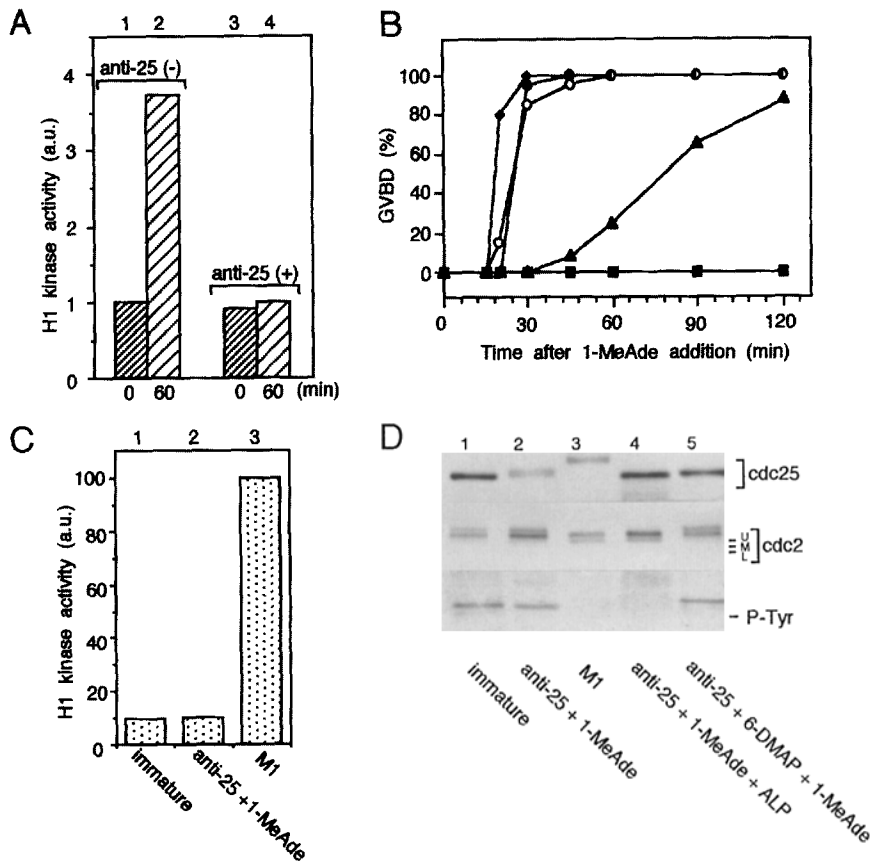 A
1 2 3 4
anti-25 (-)
anti-25 (+)
H1 kinase activity (a.u.)
4
3
2
1
0
0 60 0 60 (min)
B
GVBD (%)
100
80
60
40
20
0
0 30 60 90 120
Time after 1-MeAde addition (min)
C
1 2 3
H1 kinase activity (a.u.)
100
80
60
40
20
0
immature
anti-25 +1-MeAde
M1
D
1 2 3 4 5
cdc25
U
M
L
cdc2
P-Tyr
immature
anti-25 + 1-MeAde
M1
anti-25 + 1-MeAde + ALP
anti-25 + 6-DMAP + 1-MeAde